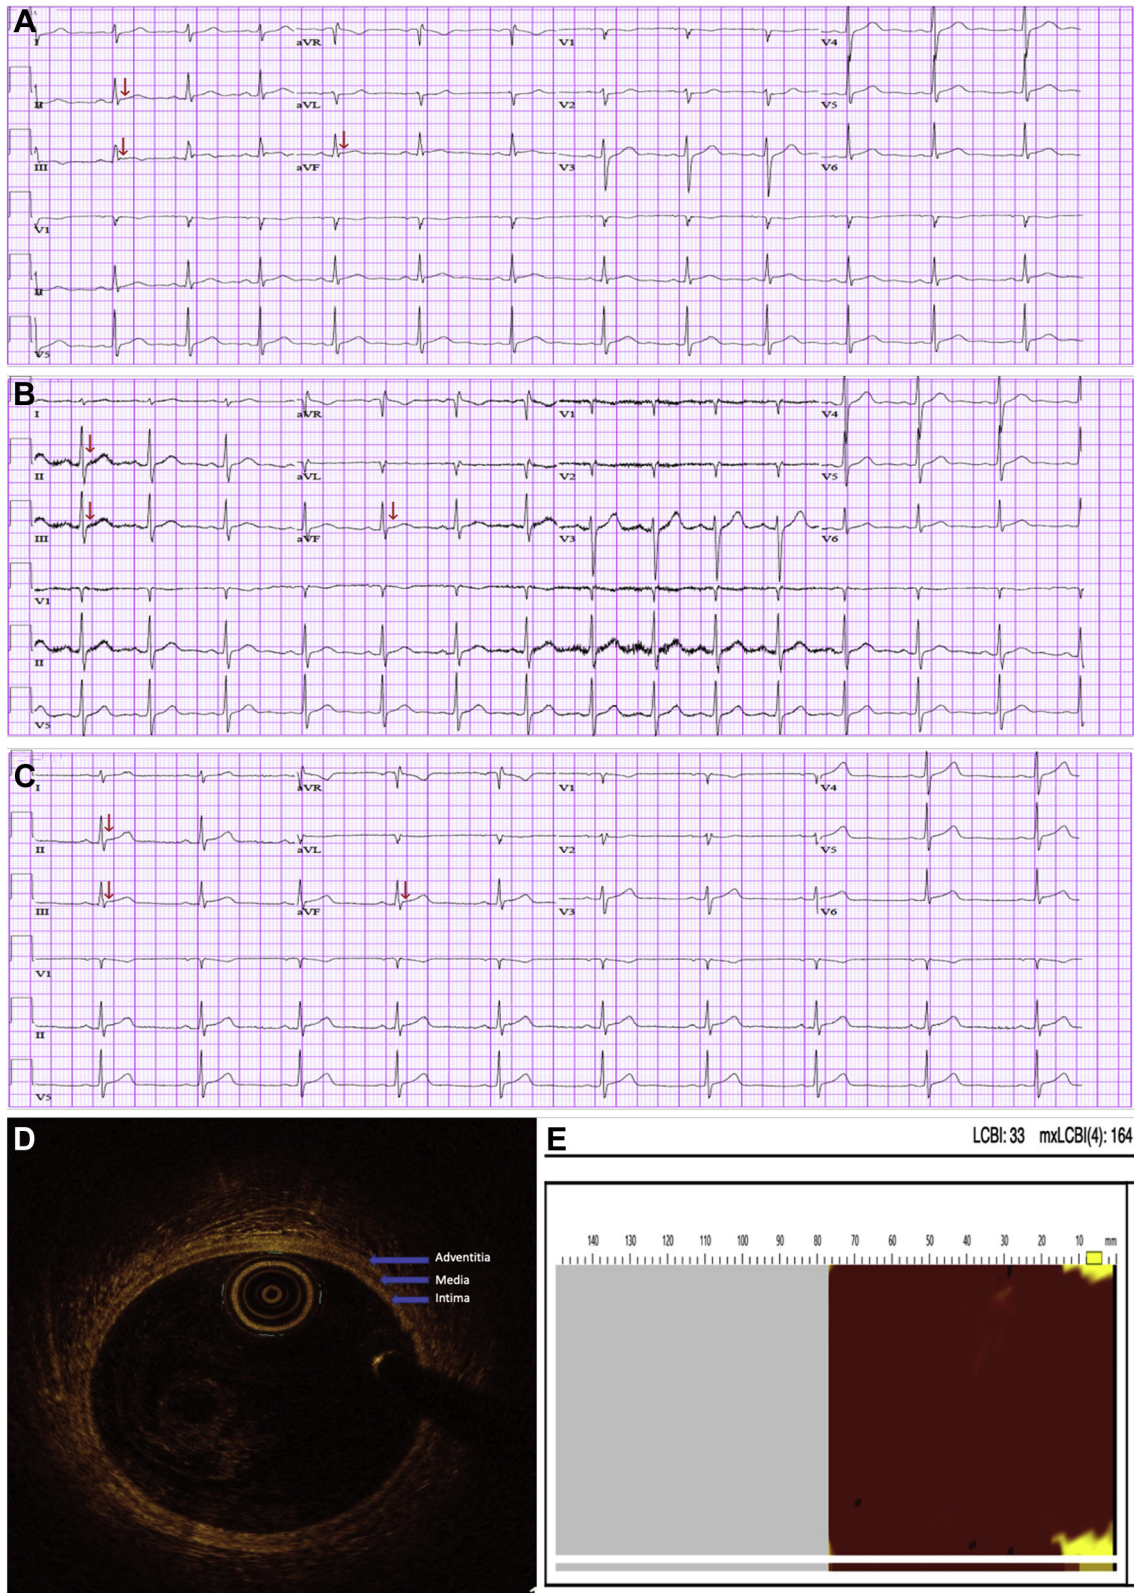 A
I aVR V1 V4
II aVL V2 V5
III aVF V3 V6
V1
II
V5
B
I aVR V1 V4
II aVL V2 V5
III aVF V3 V6
V1
II
V5
C
I aVR V1 V4
II aVL V2 V5
III aVF V3 V6
V1
II
V5
D
Adventitia
Media
Intima
E
LCBI: 33 mxLCBI(4): 164
140 130 120 110 100 90 80 70 60 50 40 30 20 10 mm